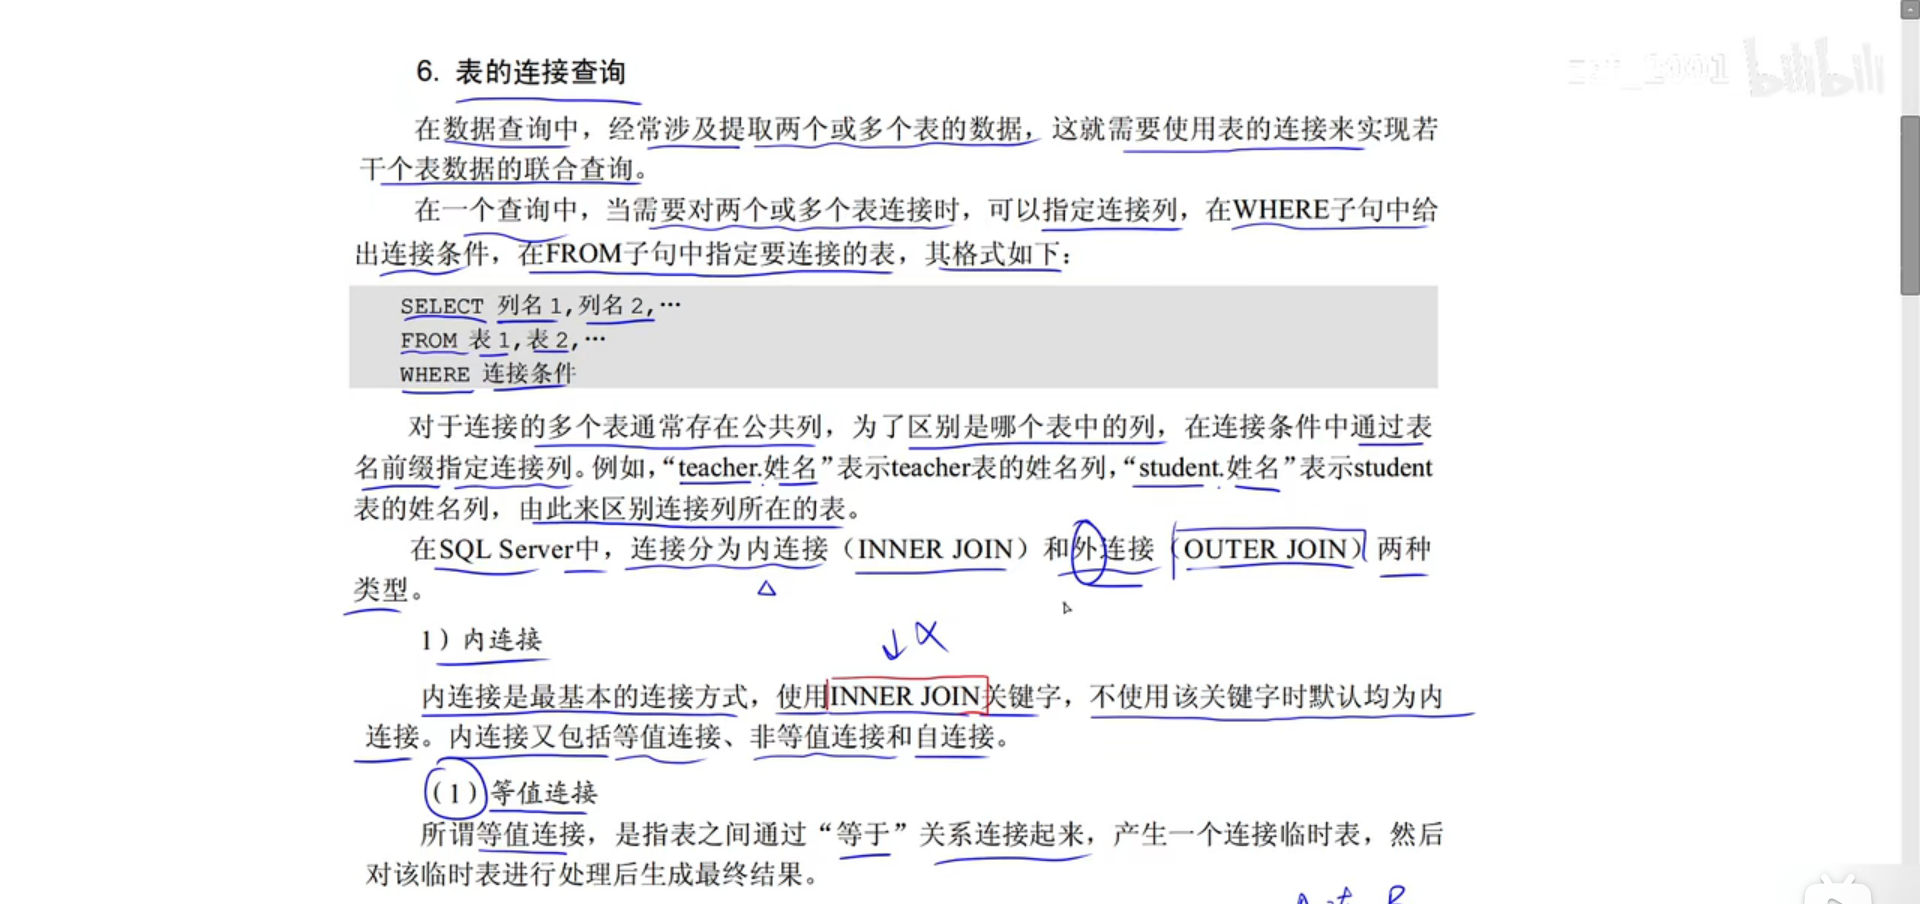 6. 表的连接查询
在数据查询中，经常涉及提取两个或多个表的数据，这就需要使用表的连接来实现若
干个表数据的联合查询。
在一个查询中，当需要对两个或多个表连接时，可以指定连接列，在WHERE子句中给
出连接条件，在FROM子句中指定要连接的表，其格式如下：
SELECT 列名1,列名2,…
FROM 表1,表2,…
WHERE 连接条件
对于连接的多个表通常存在公共列，为了区别是哪个表中的列，在连接条件中通过表
名前缀指定连接列。例如，“teacher.姓名”表示teacher表的姓名列，“student.姓名”表示student
表的姓名列，由此来区别连接列所在的表。
在SQL Server中，连接分为内连接（INNER JOIN）和外连接（OUTER JOIN）两种
类型。
1）内连接
内连接是最基本的连接方式，使用INNER JOIN关键字，不使用该关键字时默认均为内
连接。内连接又包括等值连接、非等值连接和自连接。
（1）等值连接
所谓等值连接，是指表之间通过“等于”关系连接起来，产生一个连接临时表，然后
对该临时表进行处理后生成最终结果。
bilibili